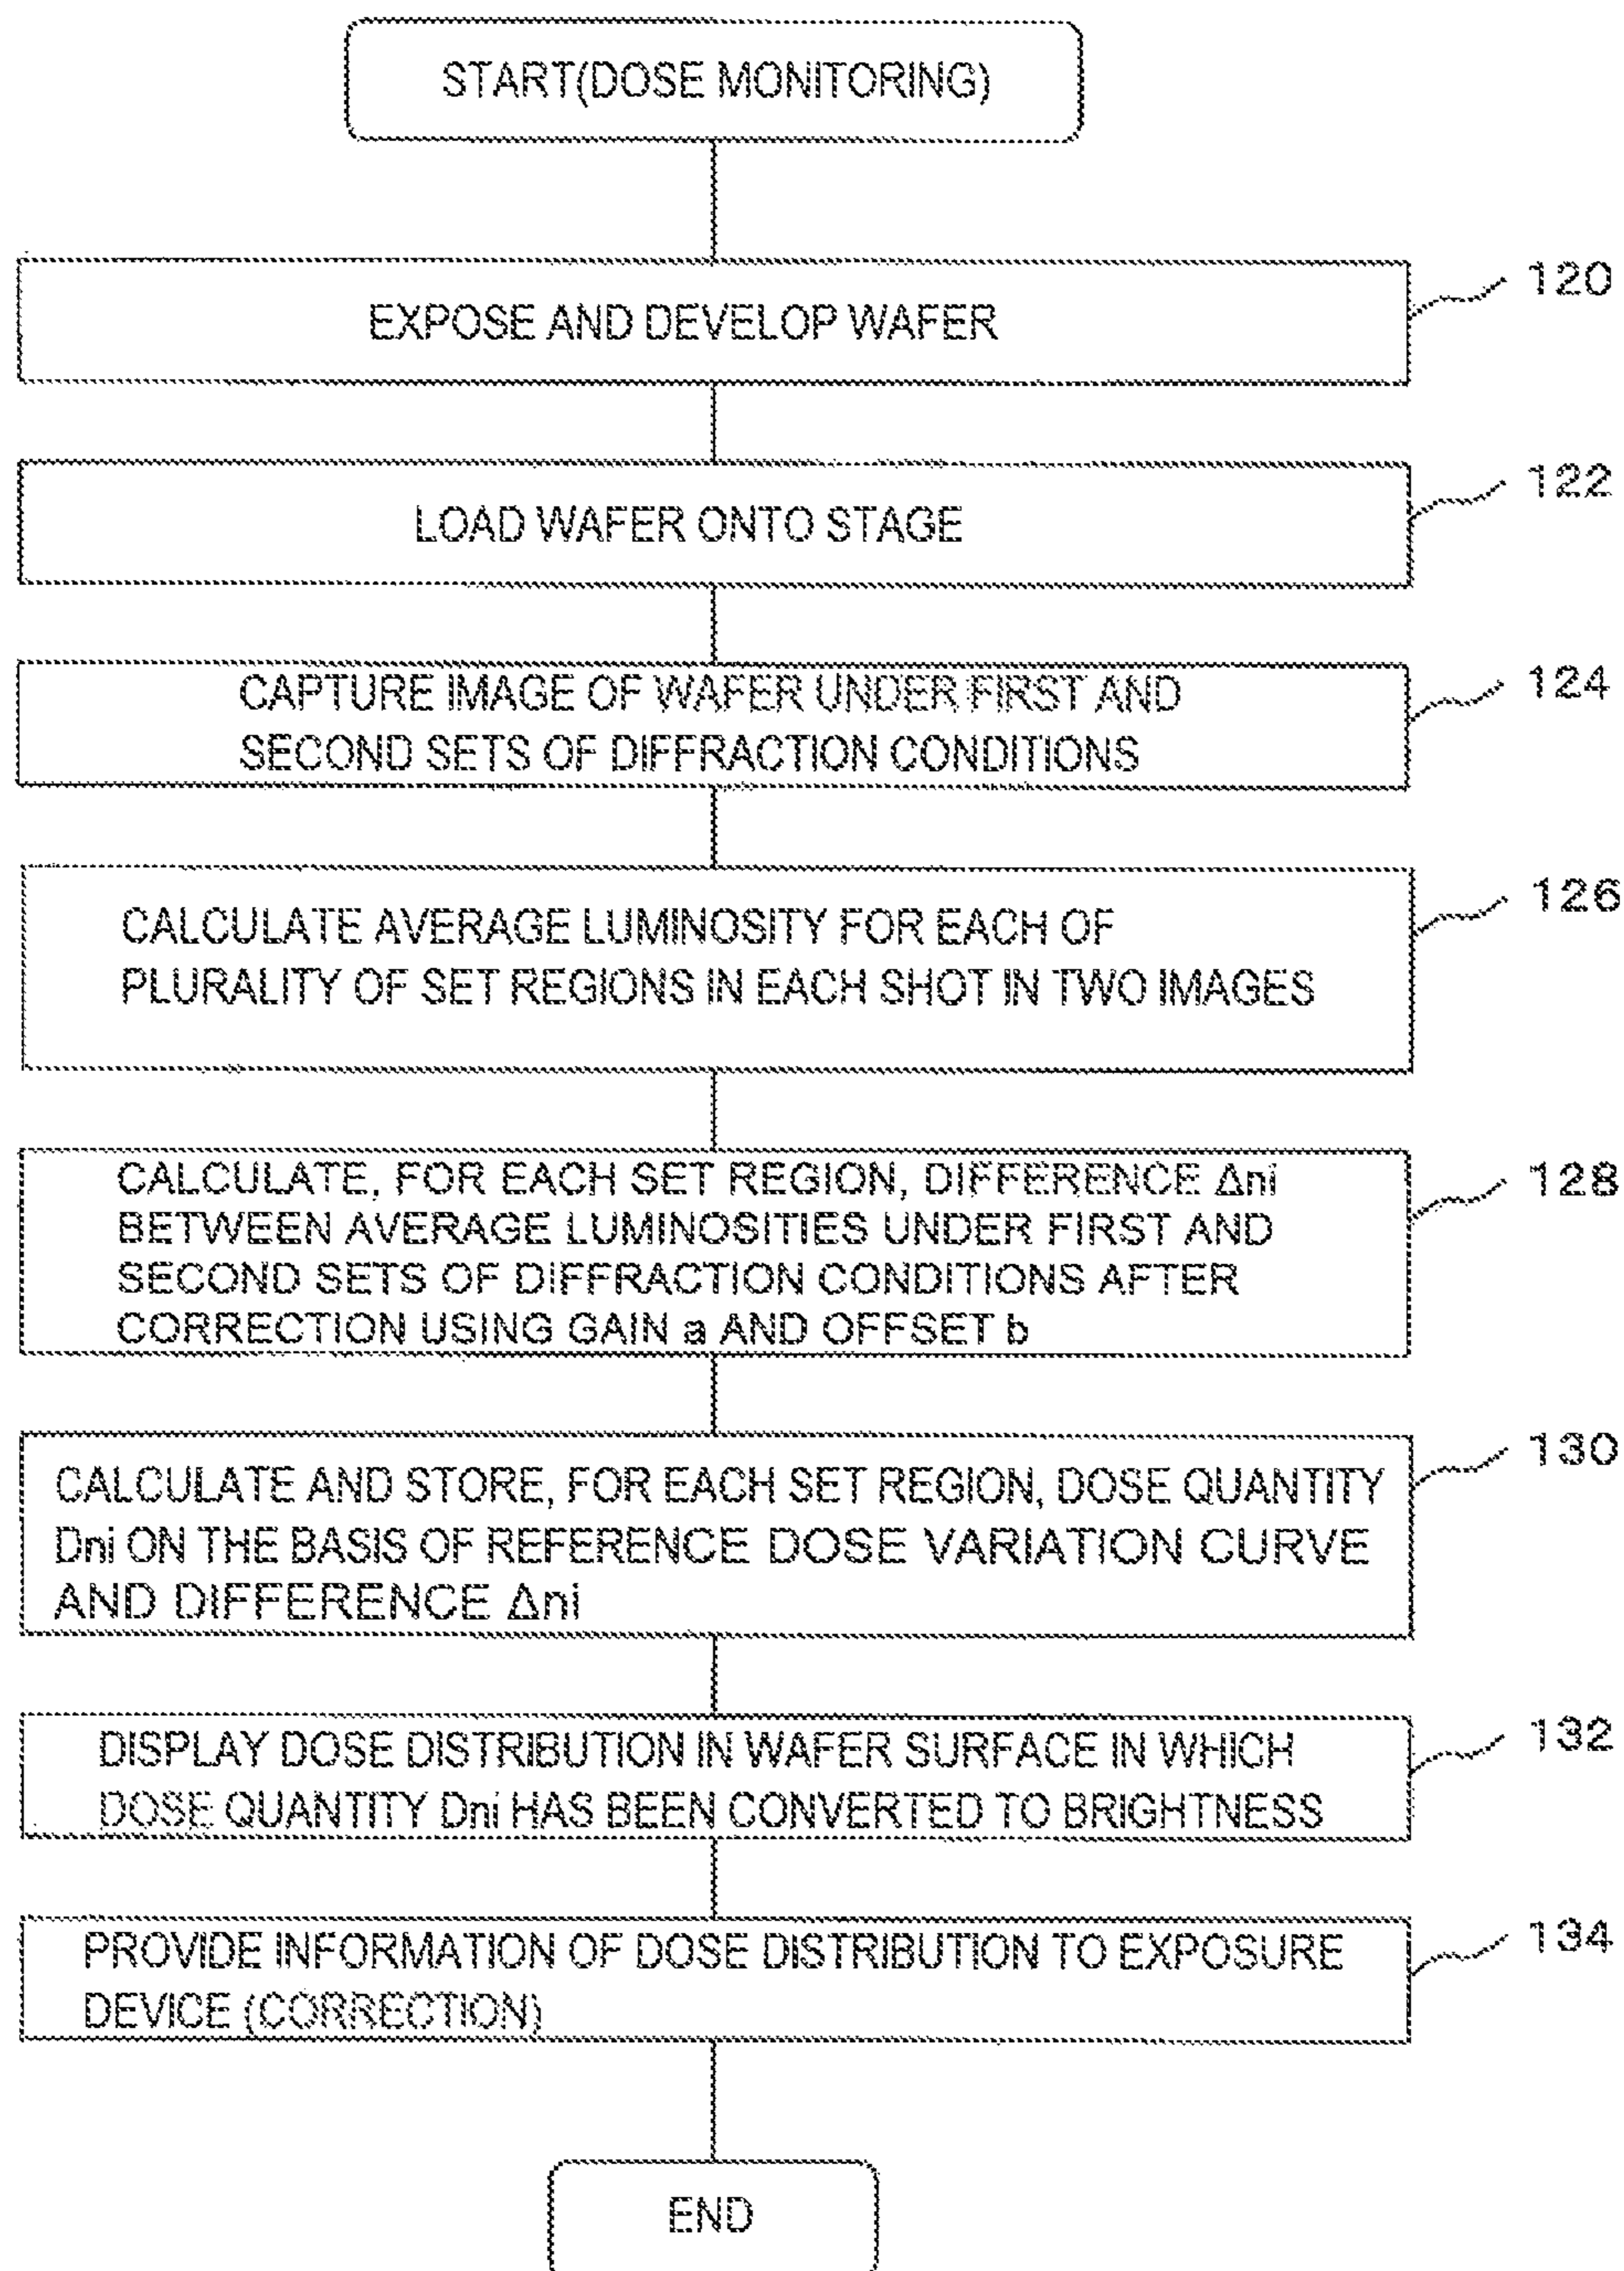 START(DOSE MONITORING)
EXPOSE AND DEVELOP WAFER
120
LOAD WAFER ONTO STAGE
122
CAPTURE IMAGE OF WAFER UNDER FIRST AND
SECOND SETS OF DIFFRACTION CONDITIONS
124
CALCULATE AVERAGE LUMINOSITY FOR EACH OF
PLURALITY OF SET REGIONS IN EACH SHOT IN TWO IMAGES
126
CALCULATE, FOR EACH SET REGION, DIFFERENCE Δni
BETWEEN AVERAGE LUMINOSITIES UNDER FIRST AND
SECOND SETS OF DIFFRACTION CONDITIONS AFTER
CORRECTION USING GAIN a AND OFFSET b
128
CALCULATE AND STORE, FOR EACH SET REGION, DOSE QUANTITY
Dni ON THE BASIS OF REFERENCE DOSE VARIATION CURVE
AND DIFFERENCE Δni
130
DISPLAY DOSE DISTRIBUTION IN WAFER SURFACE IN WHICH
DOSE QUANTITY Dni HAS BEEN CONVERTED TO BRIGHTNESS
132
PROVIDE INFORMATION OF DOSE DISTRIBUTION TO EXPOSURE
DEVICE (CORRECTION)
134
END